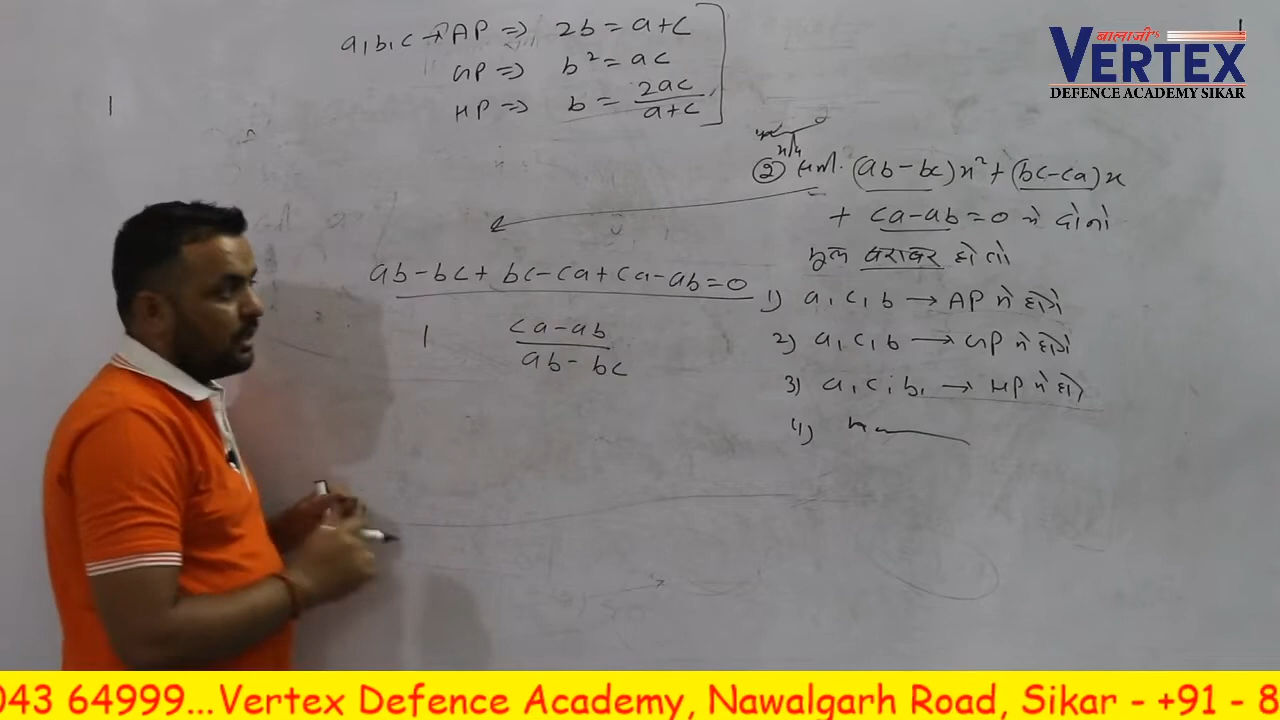 a, b, c → AP ⇒ 2b = a+c
GP ⇒ b² = ac
HP ⇒ b = 2ac/a+c
1
1
बालाजी's
VERTEX
DEFENCE ACADEMY SIKAR
② समी. (ab-bc)x² + (bc-ca)x
+ ca-ab = 0 के दोनो
मूल बराबर हो तो
1) a, c, b → AP मे होगे
2) a, c, b → GP मे होगे
3) a, c, b, → HP मे होगे
4)
ab-bc + bc-ca + ca-ab = 0
1 ca-ab/ab-bc
043 64999...Vertex Defence Academy, Nawalgarh Road, Sikar - +91 - 8